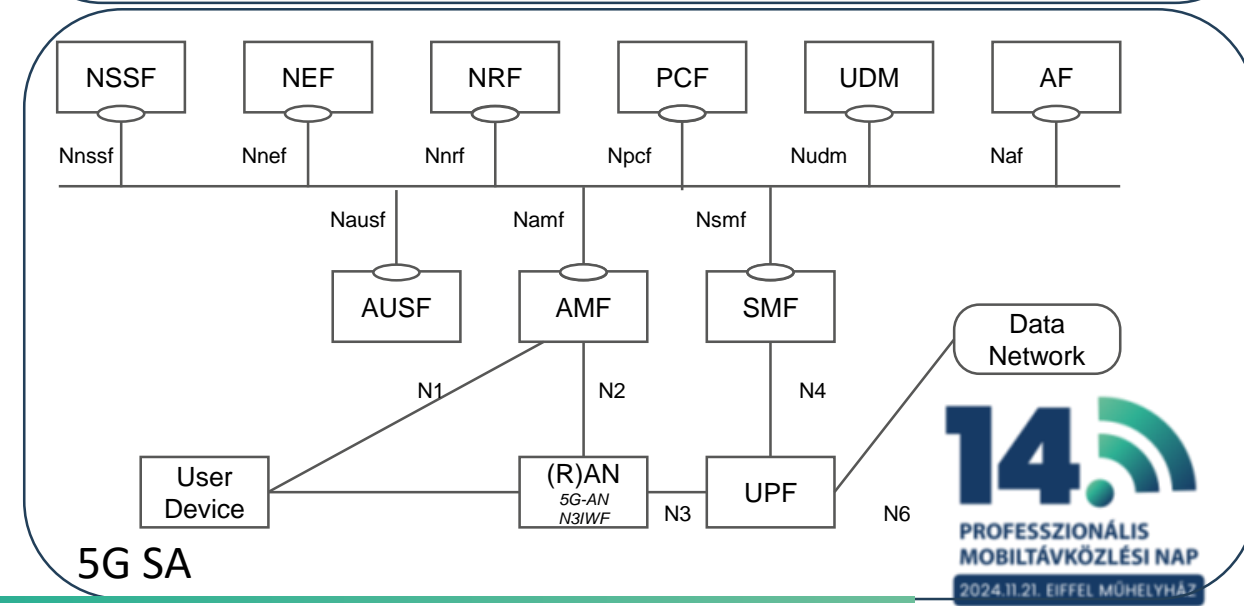 NSSF
NEF
NRF
PCF
UDM
AF
Nnssf
Nnef
Nnrf
Npcf
Nudm
Naf
Nausf
Namf
Nsmf
AUSF
AMF
SMF
Data
Network
N1
N2
N4
User
Device
(R)AN
5G-AN
N3IWF
N3
UPF
N6
5G SA
14.
PROFESSZIONÁLIS
MOBILTÁVKÖZLÉSI NAP
2024.11.21. EIFFEL MŰHELYHÁZ